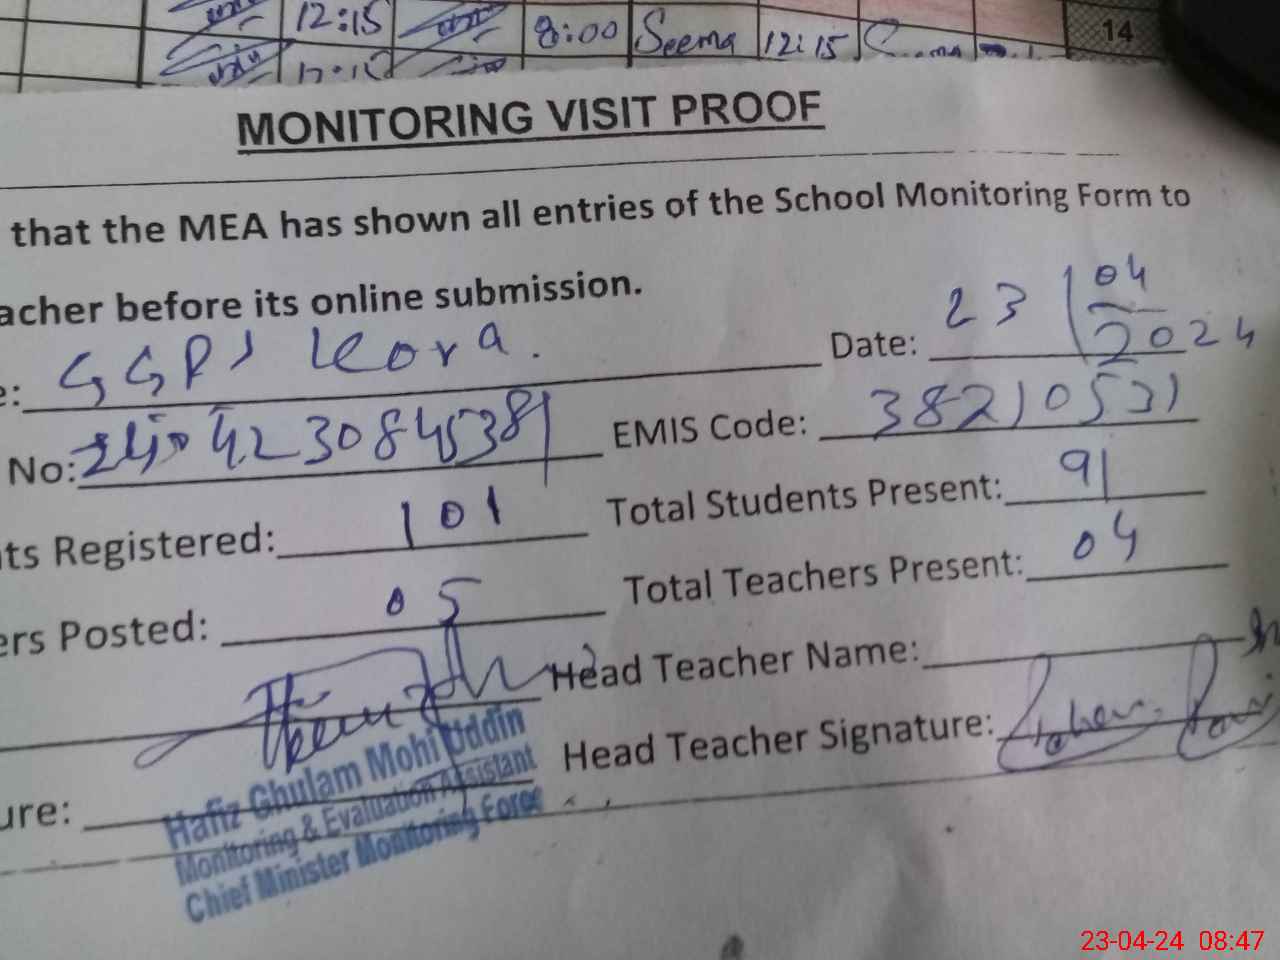 12:15 8:00 Seema 12:15 14
MONITORING VISIT PROOF
that the MEA has shown all entries of the School Monitoring Form to
acher before its online submission.
e: GGPS Kora. Date: 23/04/2024
No: 4230845381 EMIS Code: 38210531
ts Registered: 101 Total Students Present: 91
ers Posted: 05 Total Teachers Present: 04
Head Teacher Name:
Head Teacher Signature:
ure:
Hafiz Ghulam Mohi Uddin
Monitoring & Evaluation Assistant
Chief Minister Monitoring Force
23-04-24 08:47